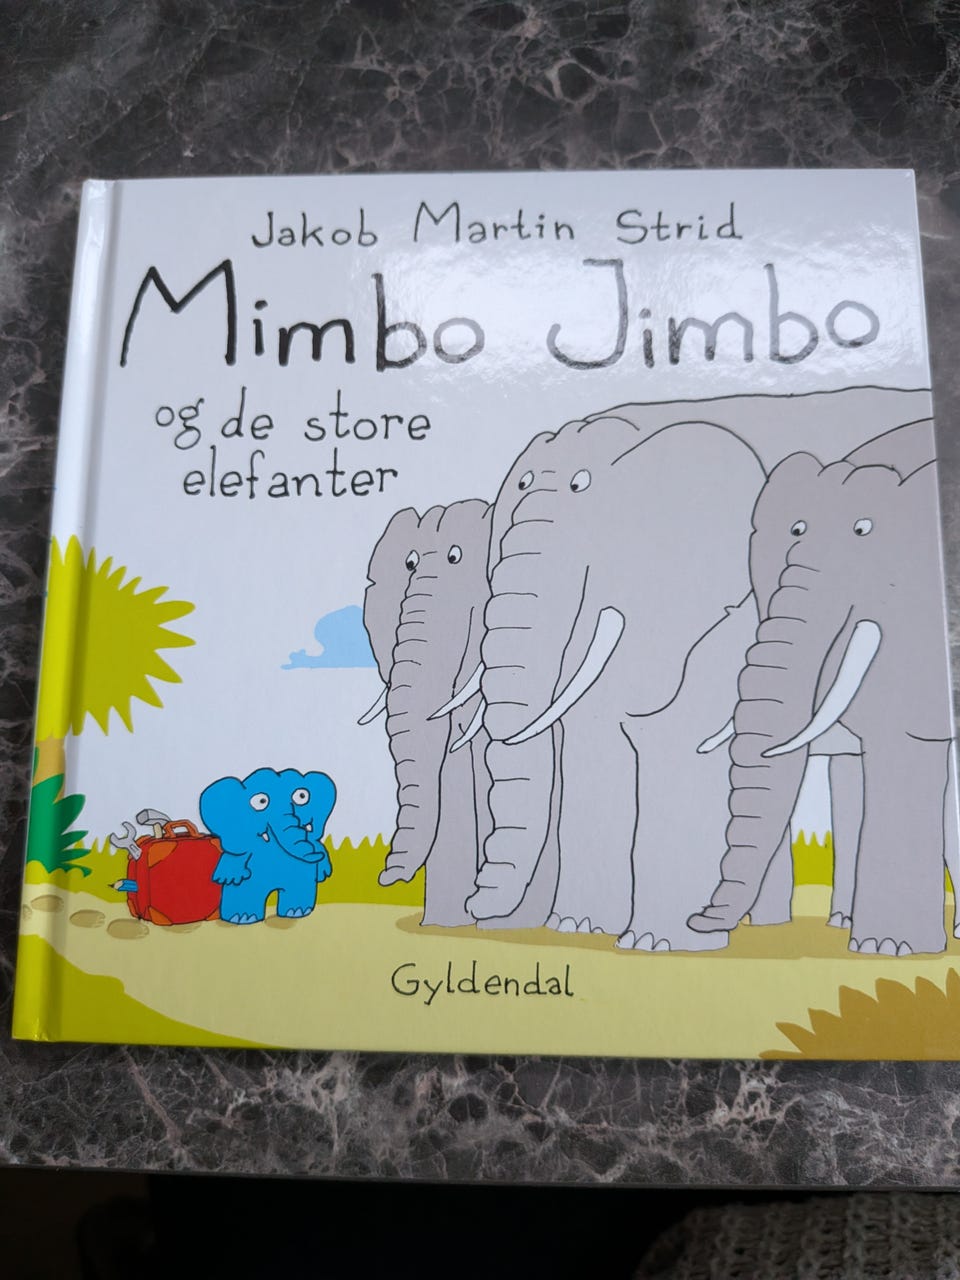 Jakob Martin Strid
Mimbo Jimbo
og de store
elefanter
Gyldendal